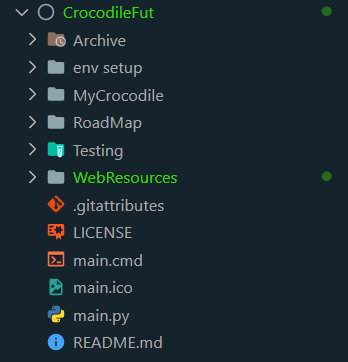 CrocodileFut
Archive
env setup
MyCrocodile
RoadMap
Testing
WebResources
.gitattributes
LICENSE
main.cmd
main.ico
main.py
README.md